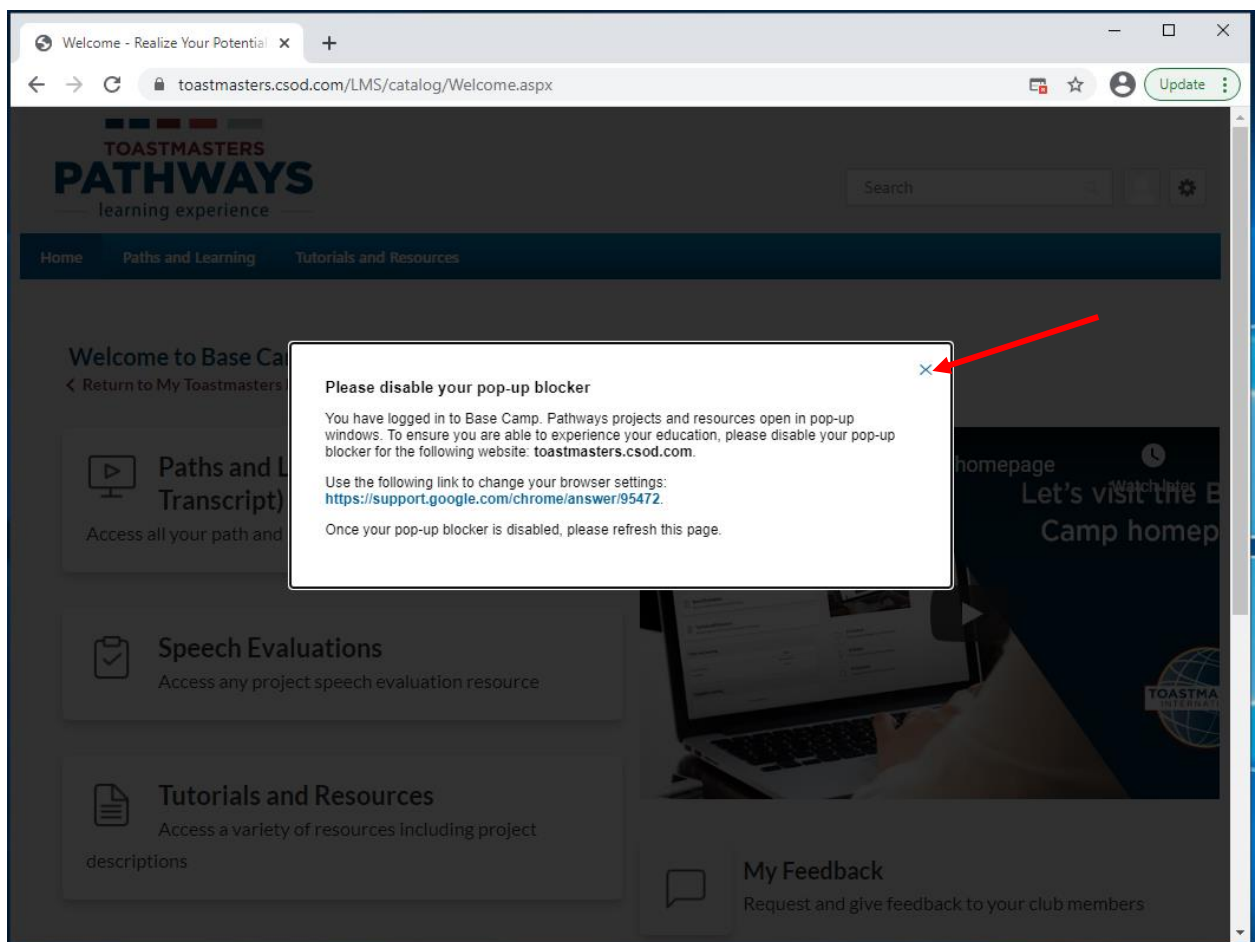 Welcome - Realize Your Potential
toastmasters.csod.com/LMS/catalog/Welcome.aspx
Update
TOASTMASTERS
PATHWAYS
learning experience
Search
Home Paths and Learning Tutorials and Resources
Welcome to Base Ca
Return to My Toastmasters
Please disable your pop-up blocker
You have logged in to Base Camp. Pathways projects and resources open in pop-up
windows. To ensure you are able to experience your education, please disable your pop-up
blocker for the following website: toastmasters.csod.com.
Use the following link to change your browser settings:
https://support.google.com/chrome/answer/95472.
Once your pop-up blocker is disabled, please refresh this page.
Paths and L
Transcript)
Access all your path and
homepage
Watch later
Let's visit the B
Camp homep
TOASTMA
INTERNATI
Speech Evaluations
Access any project speech evaluation resource
Tutorials and Resources
Access a variety of resources including project
descriptions
My Feedback
Request and give feedback to your club members